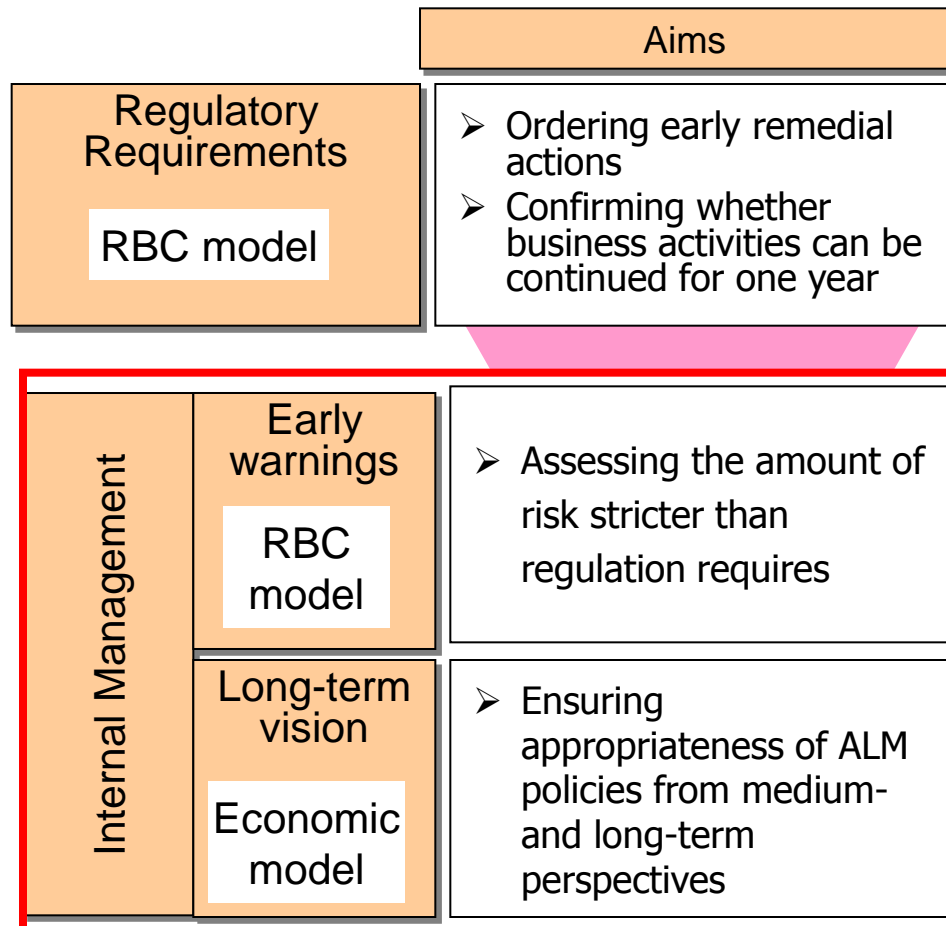 Aims
Regulatory
Requirements
RBC model
➢ Ordering early remedial
actions
➢ Confirming whether
business activities can be
continued for one year
Internal Management
Early
warnings
RBC
model
➢ Assessing the amount of
risk stricter than
regulation requires
Long-term
vision
Economic
model
➢ Ensuring
appropriateness of ALM
policies from medium-
and long-term
perspectives